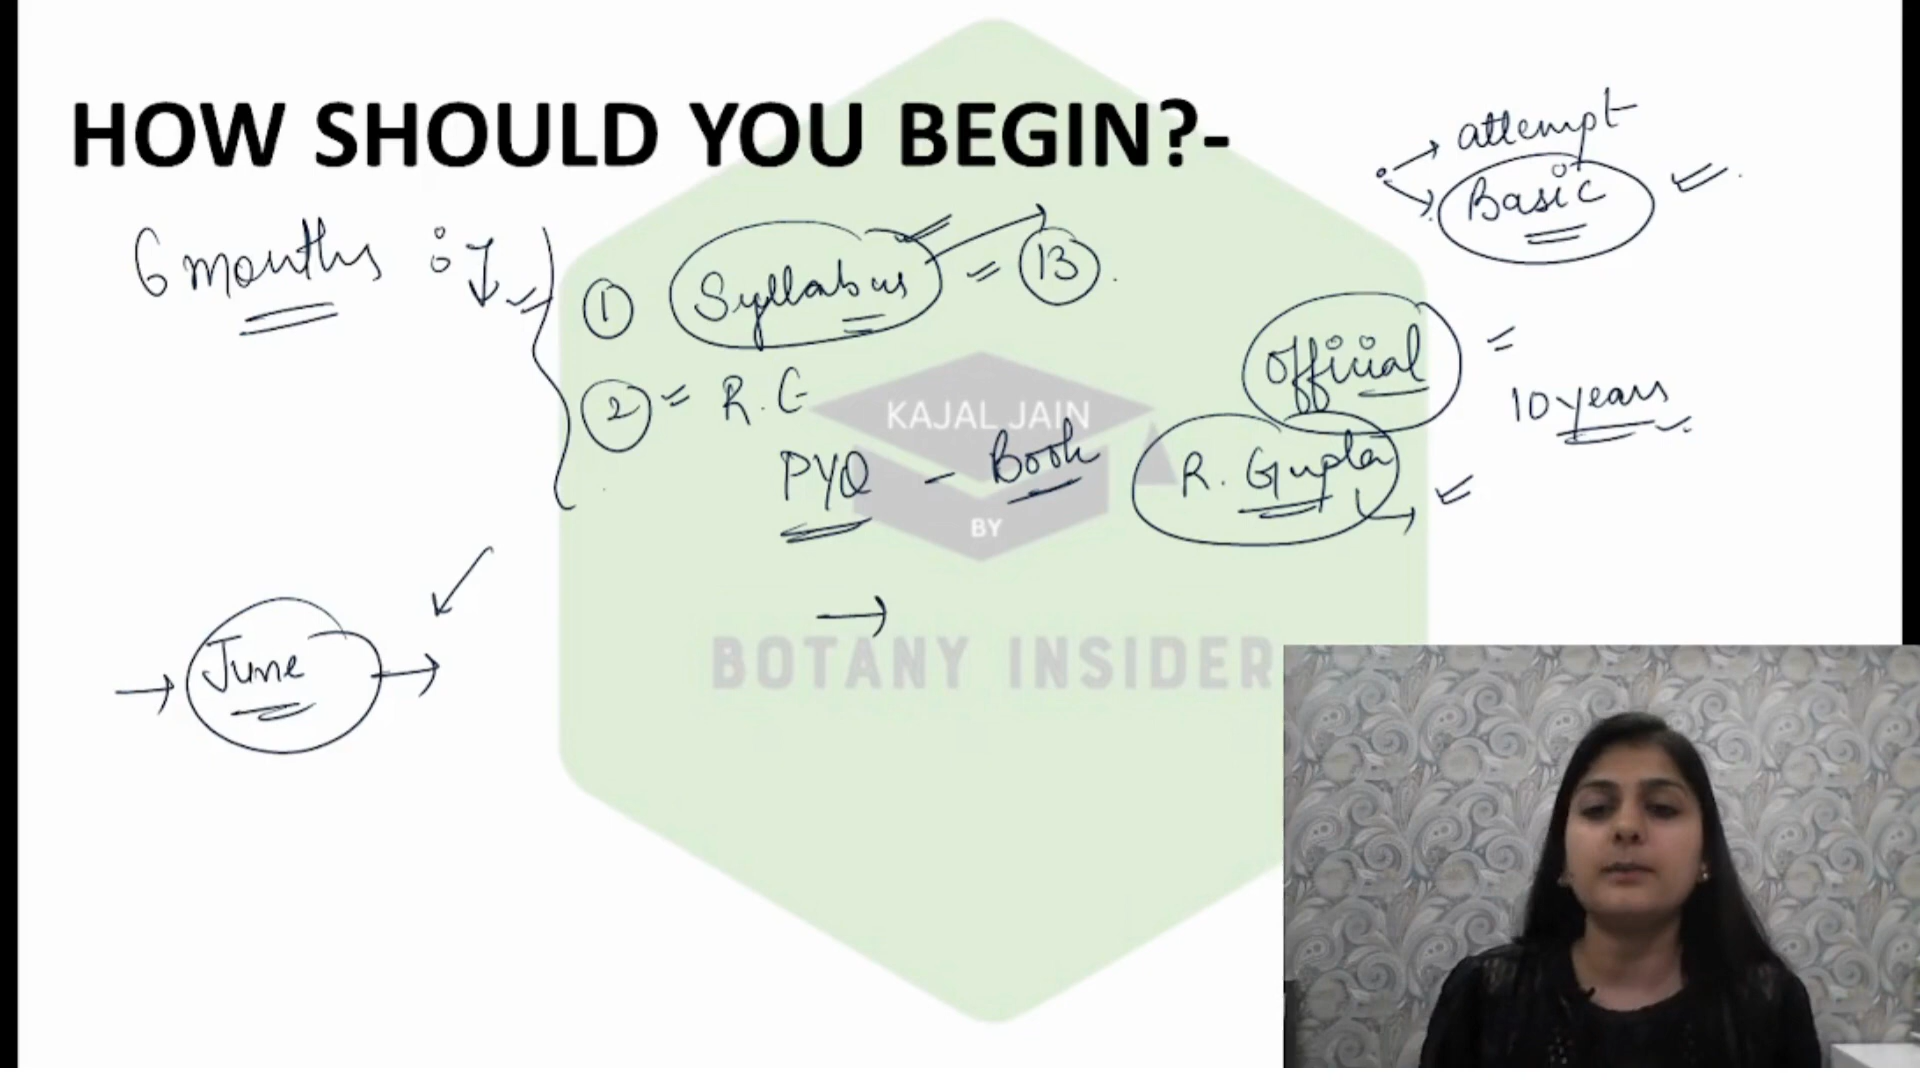 HOW SHOULD YOU BEGIN?-
attempt
Basic
6 months :
1 Syllabus = 13
Official =
10 years
2 = R. G
KAJAL JAIN
PYQ - Book R. Gupta
BY
June
BOTANY INSIDER